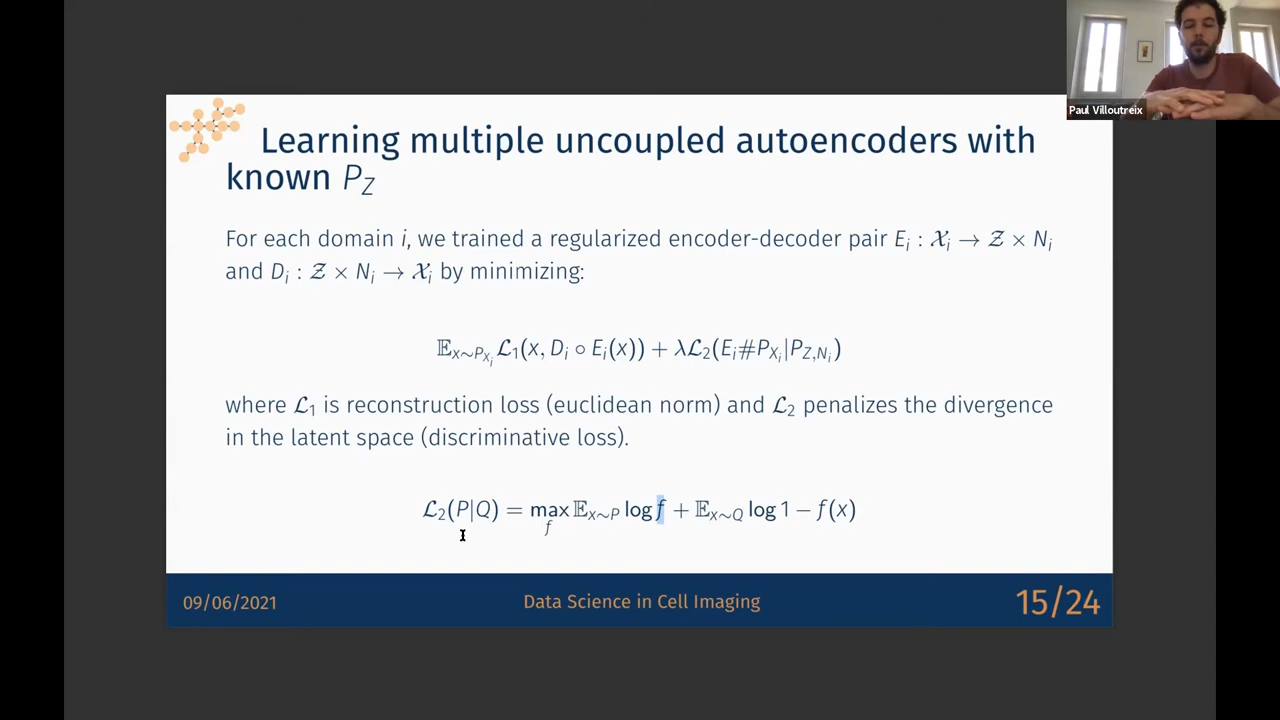 Paul Villoutreix
Learning multiple uncoupled autoencoders with
known P_Z
For each domain i, we trained a regularized encoder-decoder pair E_i : 𝒳_i → 𝒵 × N_i
and D_i : 𝒵 × N_i → 𝒳_i by minimizing:
𝔼_{x∼P_{X_i}} ℒ_1(x, D_i ∘ E_i(x)) + λℒ_2(E_i#P_{X_i}|P_{Z,N_i})
where ℒ_1 is reconstruction loss (euclidean norm) and ℒ_2 penalizes the divergence
in the latent space (discriminative loss).
ℒ_2(P|Q) = max_f 𝔼_{x∼P} log f + 𝔼_{x∼Q} log 1 − f(x)
09/06/2021
Data Science in Cell Imaging
15/24